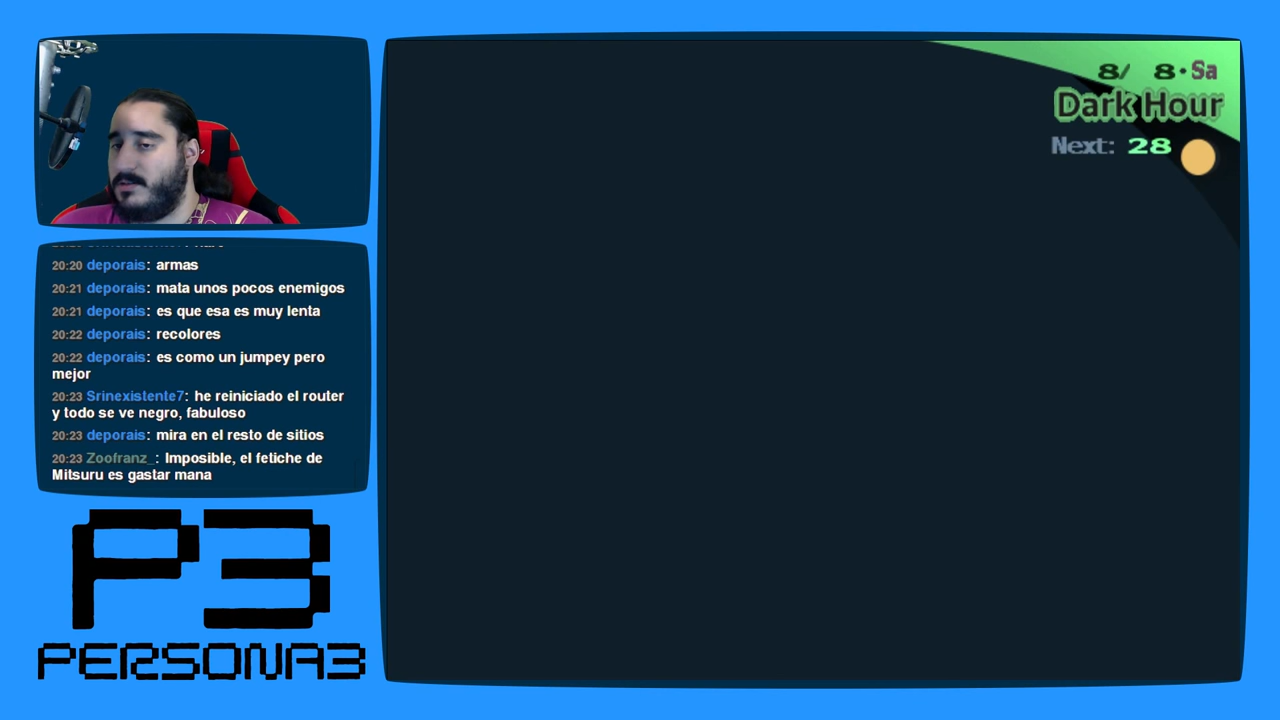 20:20 deporais: armas
20:21 deporais: mata unos pocos enemigos
20:21 deporais: es que esa es muy lenta
20:22 deporais: recolores
20:22 deporais: es como un jumpey pero
mejor
20:23 Srinexistente7: he reiniciado el router
y todo se ve negro, fabuloso
20:23 deporais: mira en el resto de sitios
20:23 Zoofranz_: Imposible, el fetiche de
Mitsuru es gastar mana
P3
PERSONA3
8/ 8·Sa
Dark Hour
Next: 28